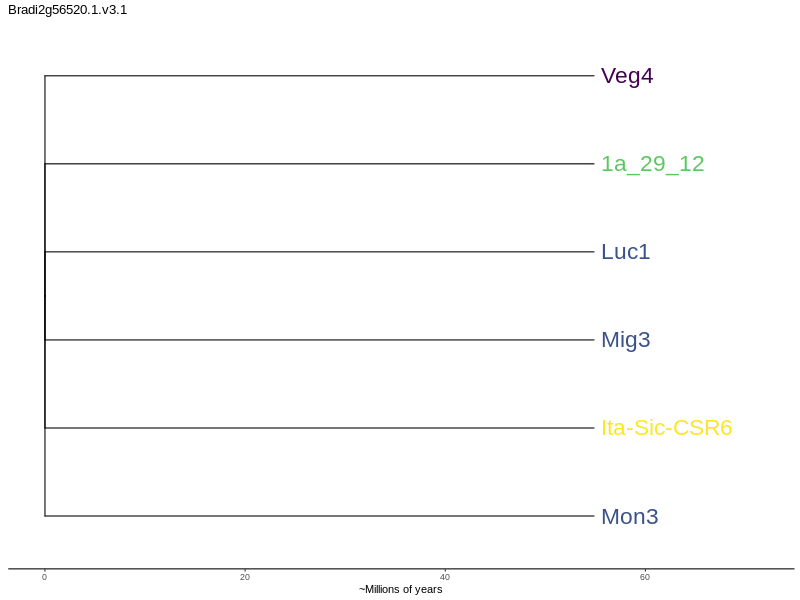 Bradi2g56520.1.v3.1
Veg4
1a_29_12
Luc1
Mig3
Ita-Sic-CSR6
Mon3
0 20 40 60
~Millions of years